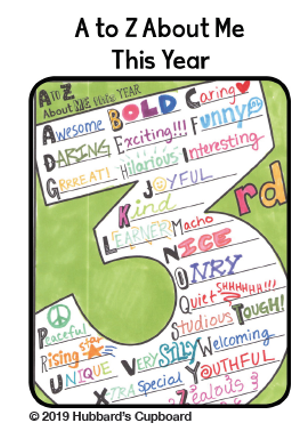 A to Z About Me
This Year
A TO Z
About ME this YEAR
Awesome BOLD Caring
DARING Exciting!!! Funny
GRRREAT! Hilarious Interesting
JOYFUL
Kind
LEARNER Macho
3rd
NICE
ONRY
Quiet SHHHHHH!!!
Peaceful Studious TOUGH!
Rising star
UNIQUE VERY Silly Welcoming
XTRA Special YOUTHFUL
Zealous
© 2019 Hubbard's Cupboard